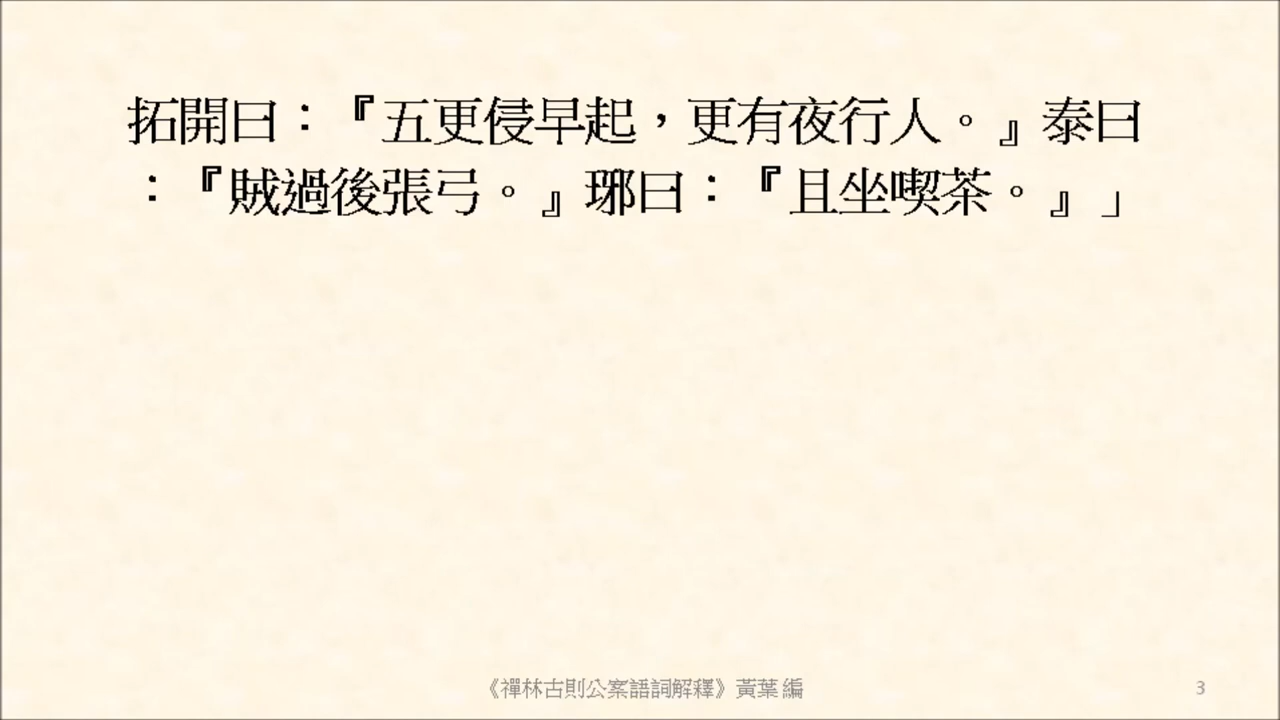 拓開曰：『五更侵早起，更有夜行人。』泰曰
：『賊過後張弓。』瑯曰：『且坐喫茶。』」
《禪林古則公案語詞解釋》黃葉 編
3